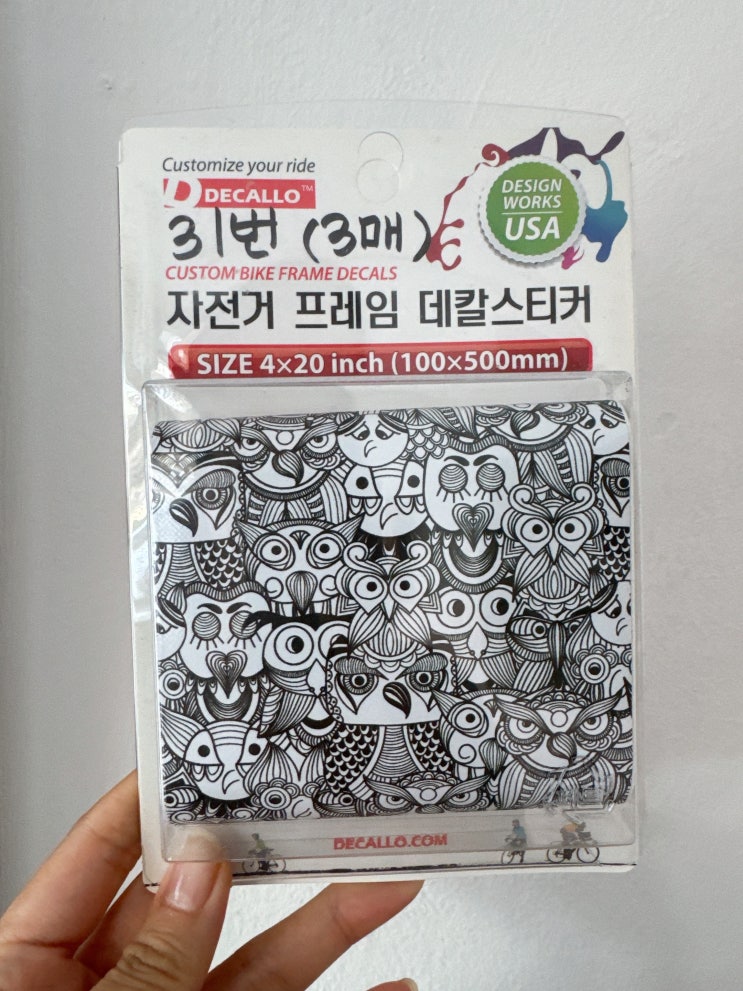 Customize your ride
DECALLO™
31번 (3매)
DESIGN
WORKS
USA
CUSTOM BIKE FRAME DECALS
자전거 프레임 데칼스티커
SIZE 4×20 inch (100×500mm)
DECALLO.COM